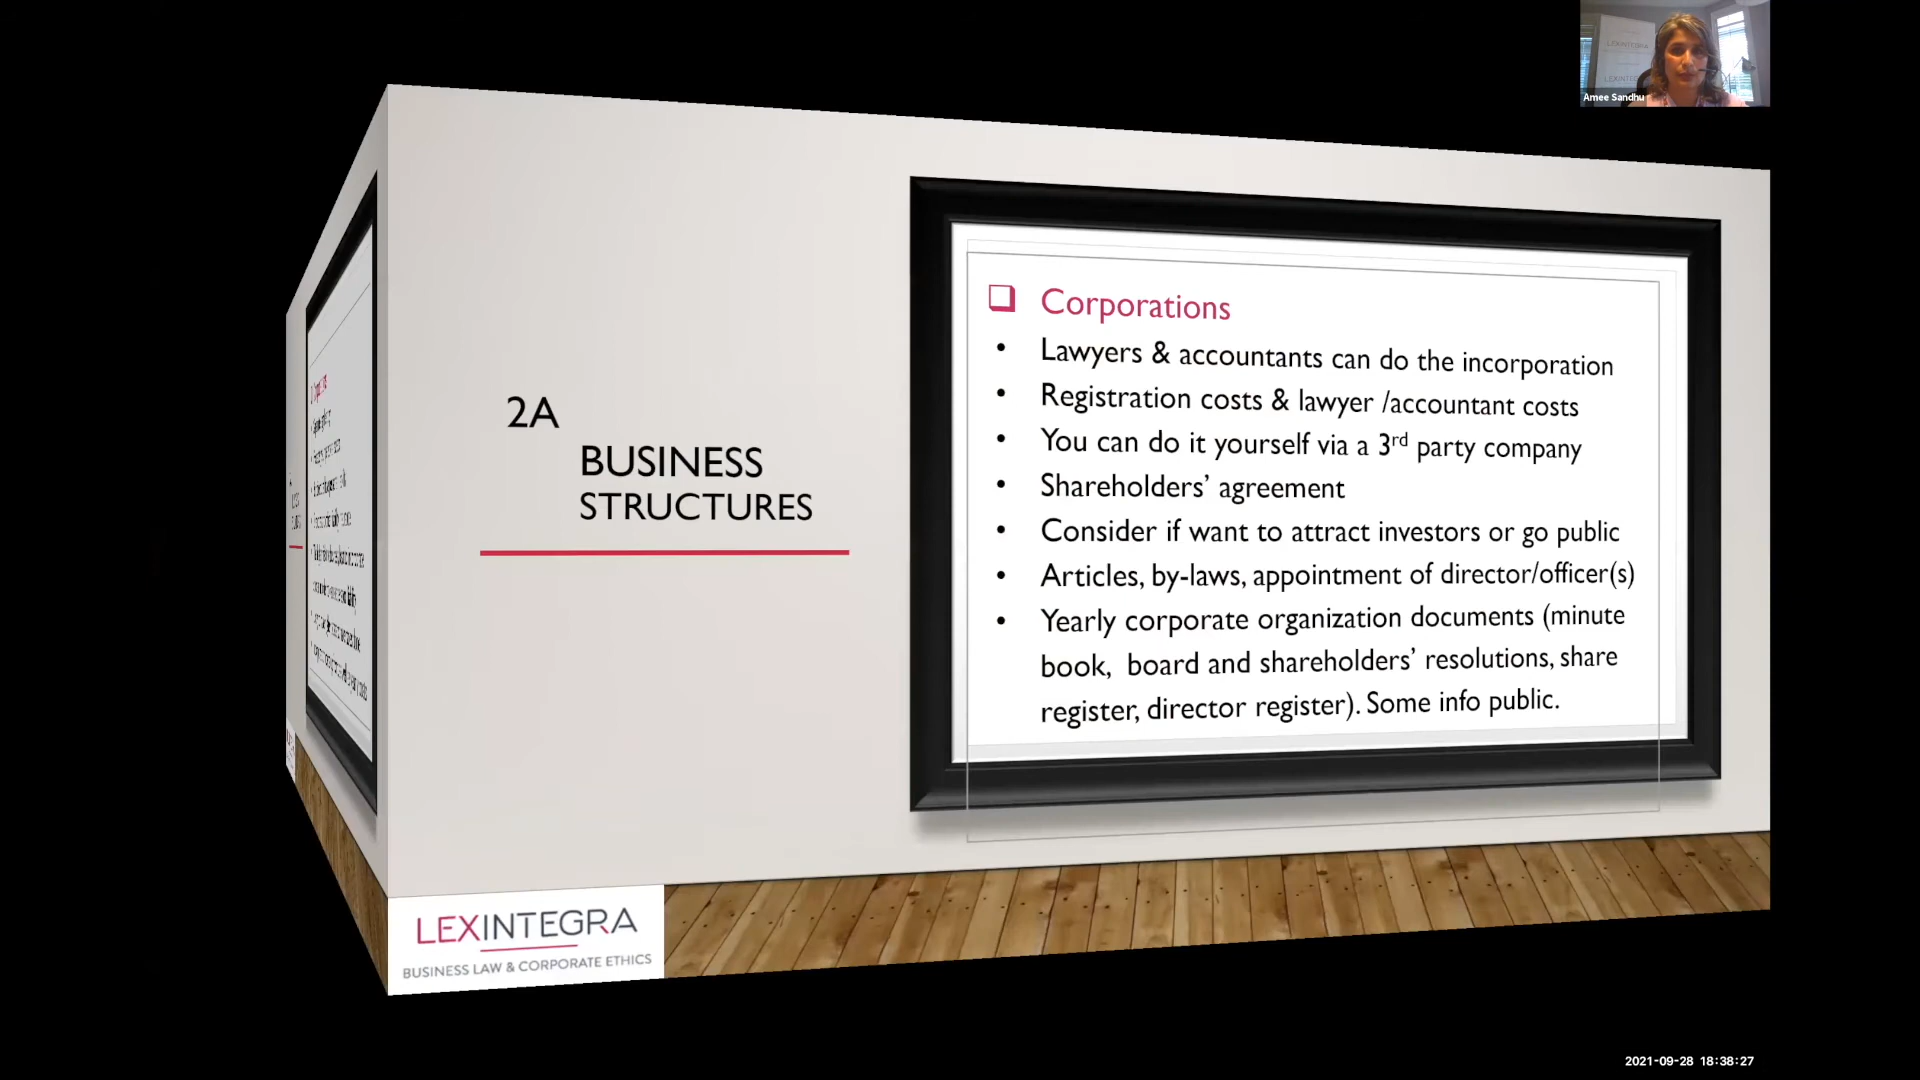 LEXINTEGRA
Amee Sandhu
2A
BUSINESS
STRUCTURES
Corporations
• Lawyers & accountants can do the incorporation
• Registration costs & lawyer /accountant costs
• You can do it yourself via a 3rd party company
• Shareholders’ agreement
• Consider if want to attract investors or go public
• Articles, by-laws, appointment of director/officer(s)
• Yearly corporate organization documents (minute
book, board and shareholders’ resolutions, share
register, director register). Some info public.
LEXINTEGRA
BUSINESS LAW & CORPORATE ETHICS
2021-09-28 18:38:27